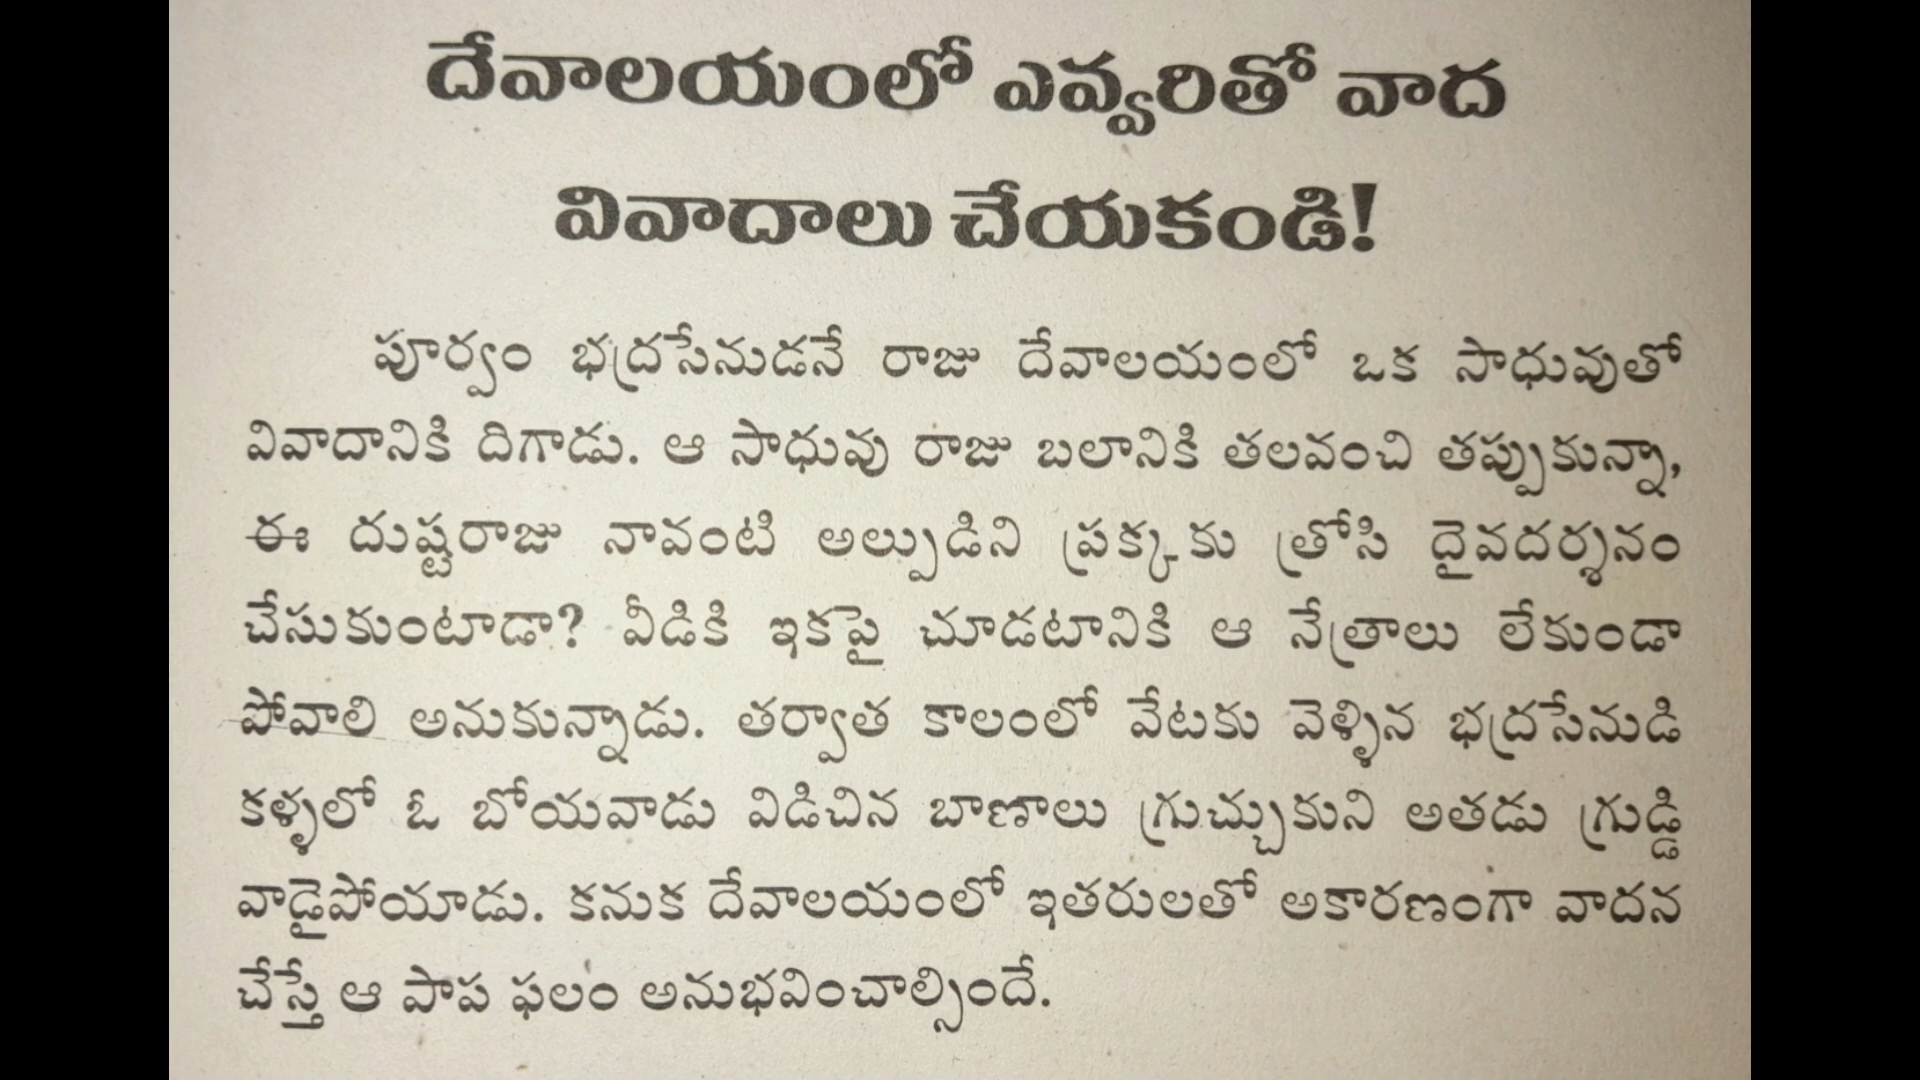 దేవాలయంలో ఎవ్వరితో వాద
వివాదాలు చేయకండి!
పూర్వం భద్రసేనుడనే రాజు దేవాలయంలో ఒక సాధువుతో
వివాదానికి దిగాడు. ఆ సాధువు రాజు బలానికి తలవంచి తప్పుకున్నా,
ఈ దుష్టరాజు నావంటి అల్పుడిని ప్రక్కకు త్రోసి దైవదర్శనం
చేసుకుంటాడా? వీడికి ఇకపై చూడటానికి ఆ నేత్రాలు లేకుండా
పోవాలి అనుకున్నాడు. తర్వాత కాలంలో వేటకు వెళ్ళిన భద్రసేనుడి
కళ్ళలో ఓ బోయవాడు విడిచిన బాణాలు గ్రుచ్చుకుని అతడు గ్రుడ్డి
వాడైపోయాడు. కనుక దేవాలయంలో ఇతరులతో అకారణంగా వాదన
చేస్తే ఆ పాప ఫలం అనుభవించాల్సిందే.